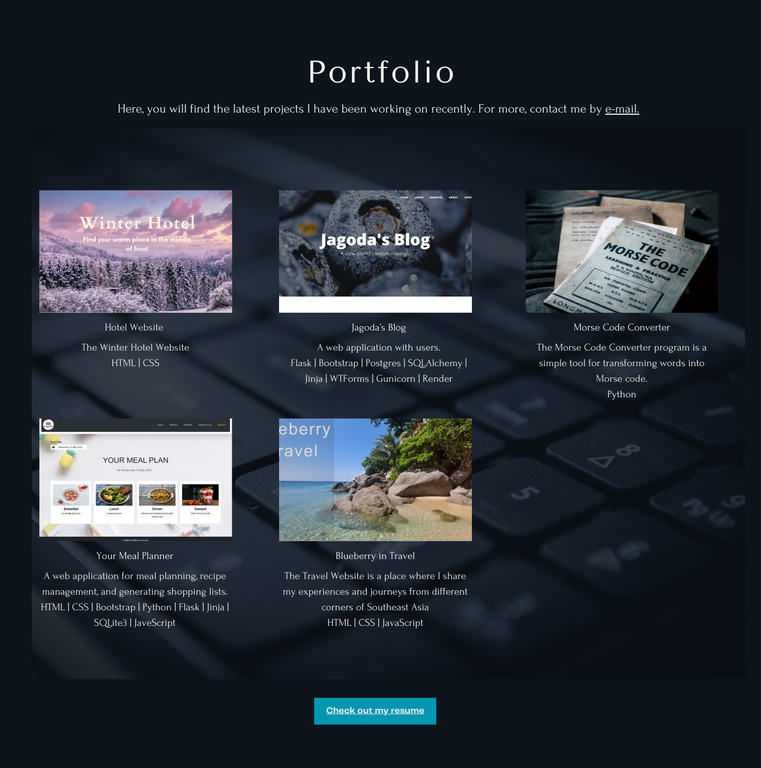 Portfolio
Here, you will find the latest projects I have been working on recently. For more, contact me by e-mail.
Winter Hotel
Find your warm place in the middle
of frost
Jagoda's Blog
THE
MORSE CODE
LEARNING & PRACTICE
REVISED EDITION
Hotel Website
The Winter Hotel Website
HTML | CSS
Jagoda's Blog
A web application with users.
Flask | Bootstrap | Postgres | SQLAlchemy |
Jinja | WTForms | Gunicorn | Render
Morse Code Converter
The Morse Code Converter program is a
simple tool for transforming words into
Morse code.
Python
YOUR MEAL PLAN
Breakfast
Lunch
Dinner
Dessert
eberry
ravel
Your Meal Planner
A web application for meal planning, recipe
management, and generating shopping lists.
HTML | CSS | Bootstrap | Python | Flask | Jinja |
SQLite3 | JaveScript
Blueberry in Travel
The Travel Website is a place where I share
my experiences and journeys from different
corners of Southeast Asia
HTML | CSS | JavaScript
Check out my resume